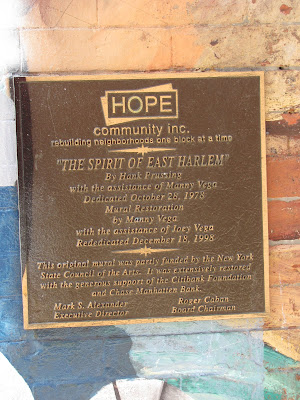 HOPE
community inc.
rebuilding neighborhoods one block at a time
"THE SPIRIT OF EAST HARLEM"
By Hank Prussing
with the assistance of Manny Vega
Dedicated October 28, 1978
Mural Restoration
by Manny Vega
with the assistance of Joey Vega
Rededicated December 18, 1998
This original mural was partly funded by the New York
State Council of the Arts. It was extensively restored
with the generous support of the Citibank Foundation
and Chase Manhatten Bank.
Mark S. Alexander Roger Caban
Executive Director Board Chairman